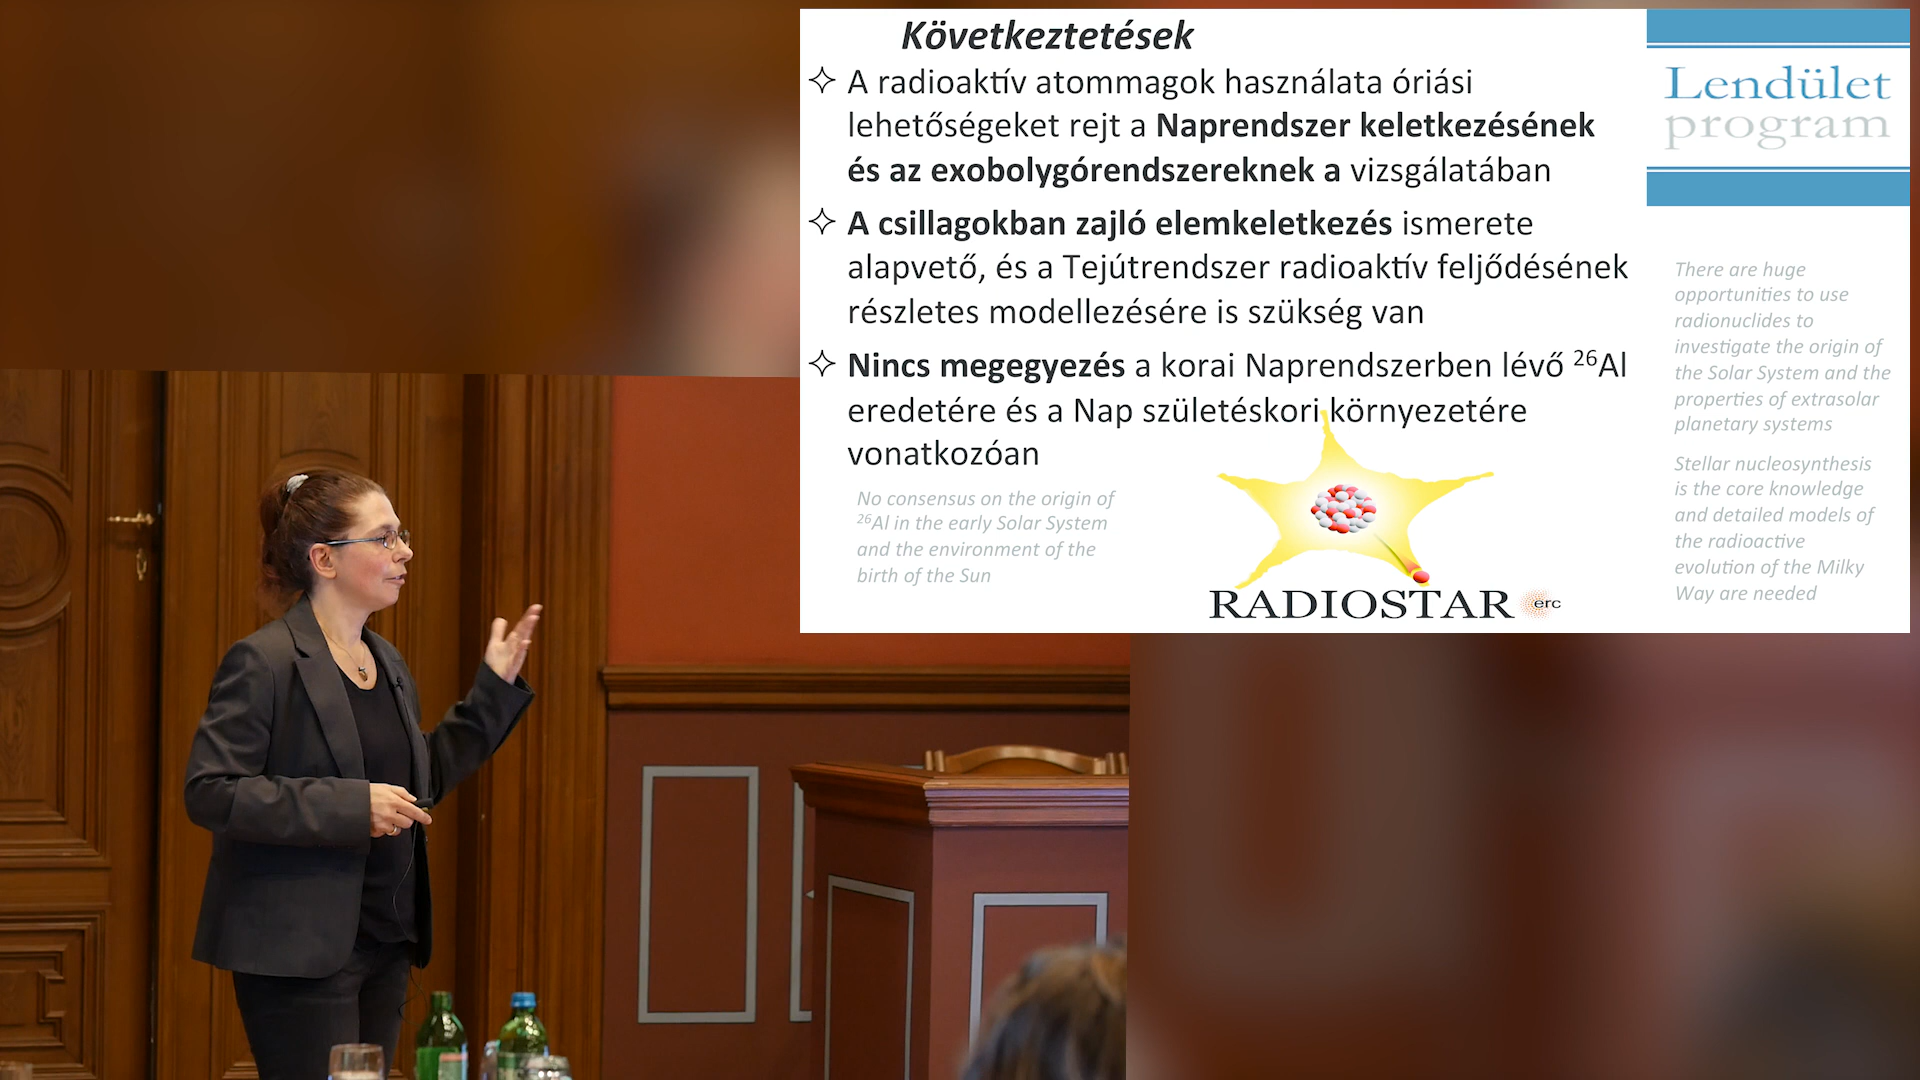 Következtetések
✧ A radioaktív atommagok használata óriási
lehetőségeket rejt a Naprendszer keletkezésének
és az exobolygórendszereknek a vizsgálatában
✧ A csillagokban zajló elemkeletkezés ismerete
alapvető, és a Tejútrendszer radioaktív feljődésének
részletes modellezésére is szükség van
✧ Nincs megegyezés a korai Naprendszerben lévő ²⁶Al
eredetére és a Nap születéskori környezetére
vonatkozóan
No consensus on the origin of
²⁶Al in the early Solar System
and the environment of the
birth of the Sun
RADIOSTAR
erc
Lendület
program
There are huge
opportunities to use
radionuclides to
investigate the origin of
the Solar System and the
properties of extrasolar
planetary systems
Stellar nucleosynthesis
is the core knowledge
and detailed models of
the radioactive
evolution of the Milky
Way are needed